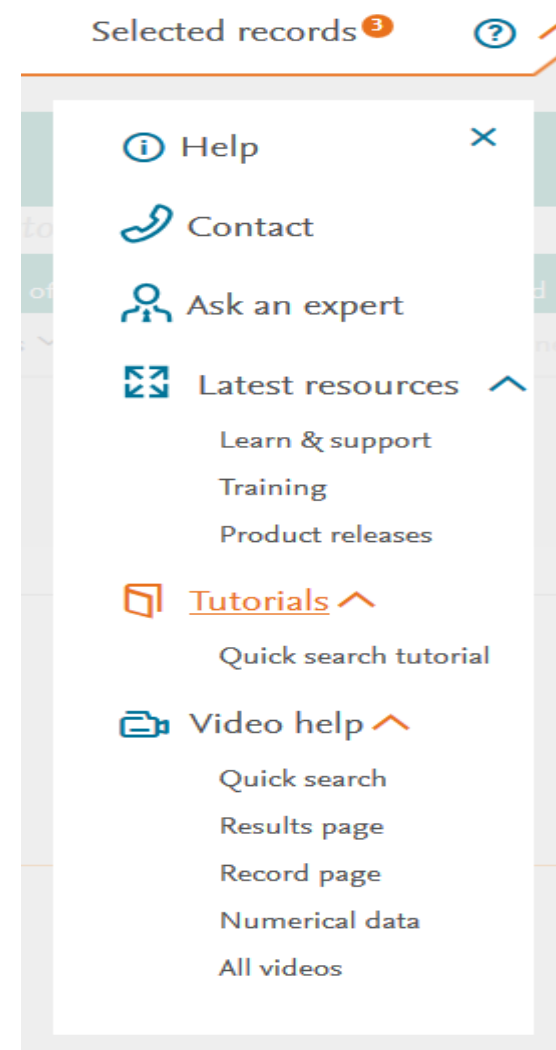 Selected records 3 ?
Help ×
Contact
Ask an expert
Latest resources
Learn & support
Training
Product releases
Tutorials
Quick search tutorial
Video help
Quick search
Results page
Record page
Numerical data
All videos